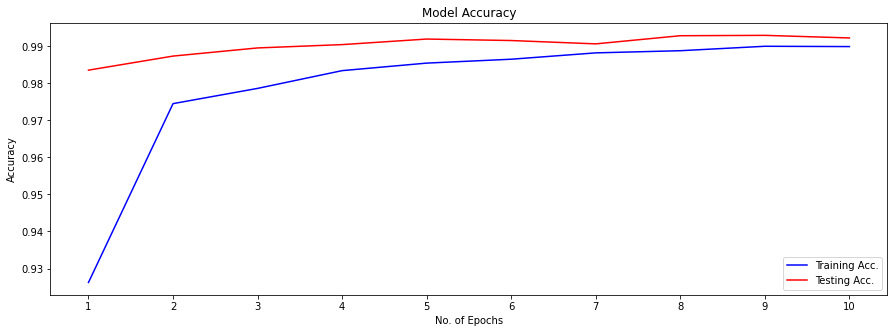 Model Accuracy
Accuracy
0.99
0.98
0.97
0.96
0.95
0.94
0.93
Training Acc.
Testing Acc.
1 2 3 4 5 6 7 8 9 10
No. of Epochs